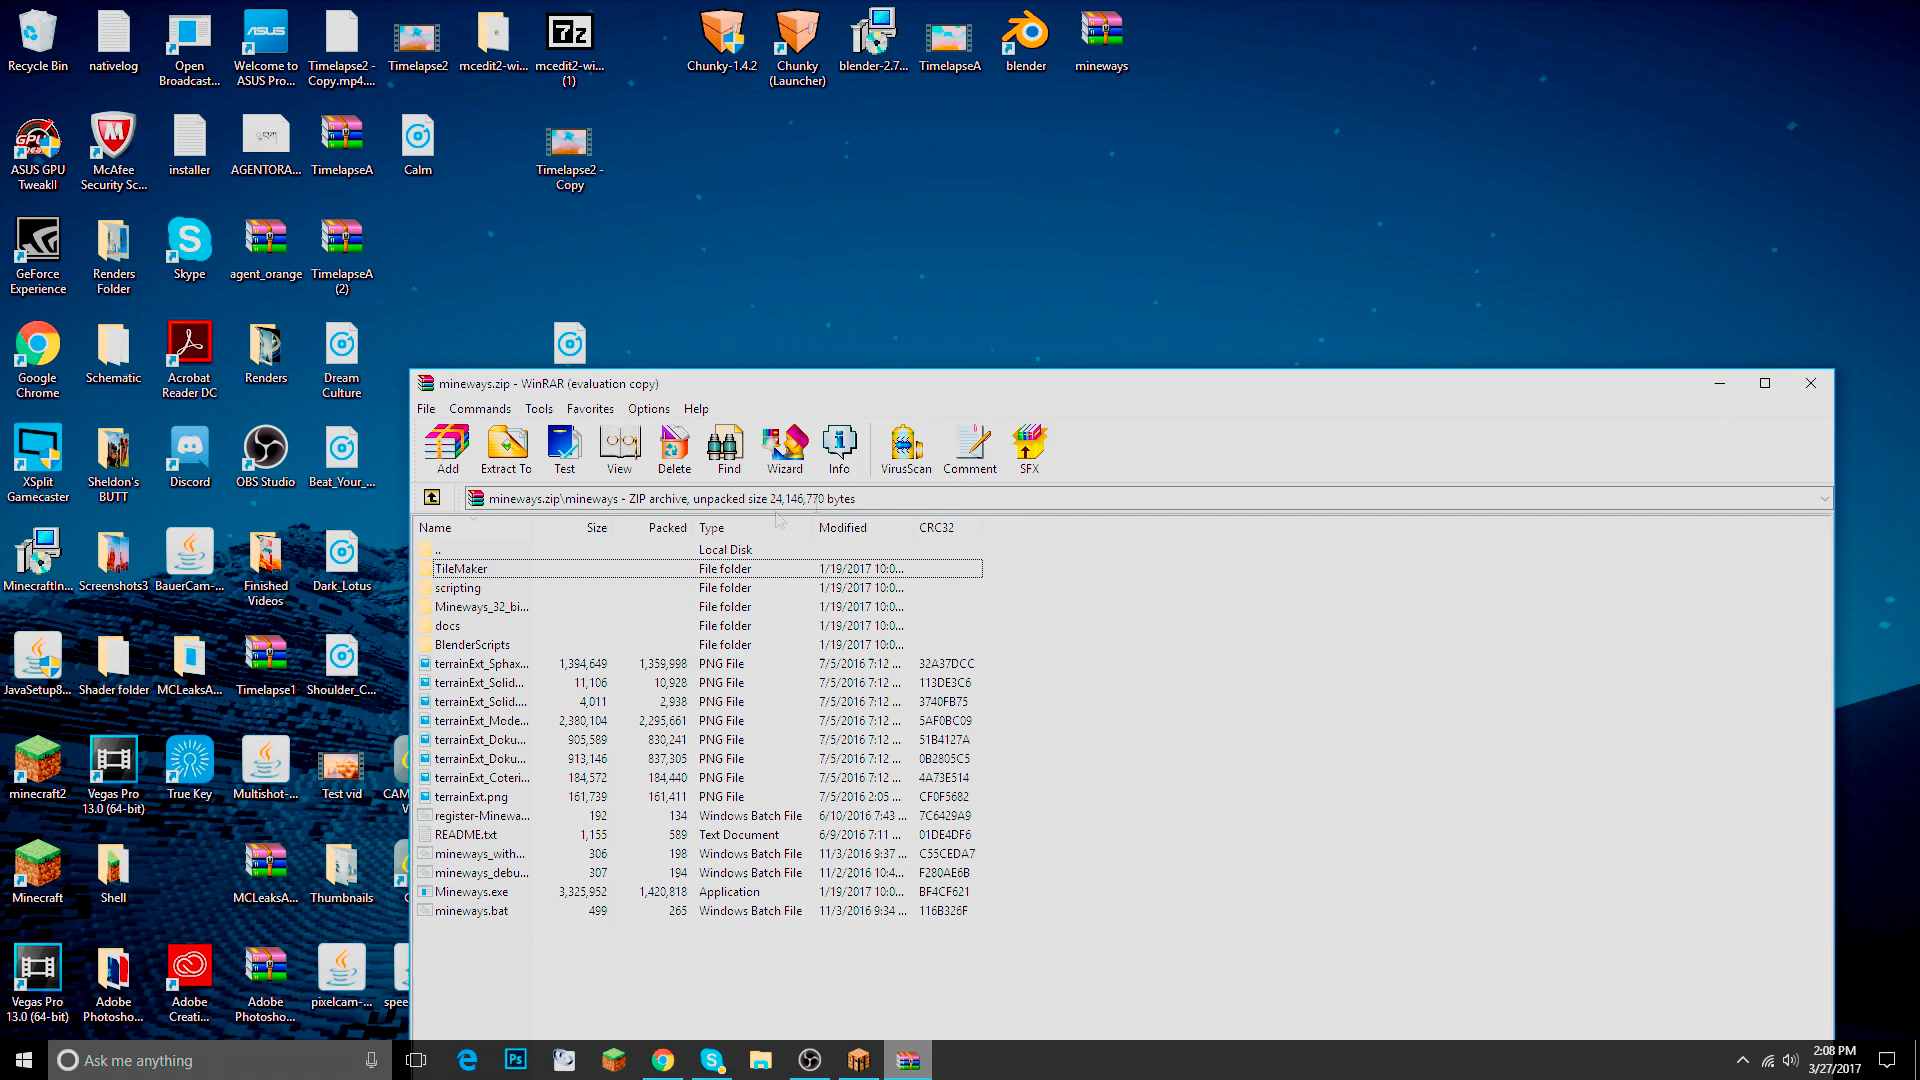 Recycle Bin
nativelog
Open
Broadcast...
Welcome to
ASUS Pro...
Timelapse2 -
Copy.mp4....
Timelapse2
mcedit2-wi...
mcedit2-wi...
(1)
Chunky-1.4.2
Chunky
(Launcher)
blender-2.7...
TimelapseA
blender
mineways
ASUS GPU
TweakII
McAfee
Security Sc...
installer
AGENTORA...
TimelapseA
Calm
Timelapse2 -
Copy
GeForce
Experience
Renders
Folder
Skype
agent_orange
TimelapseA
(2)
Google
Chrome
Schematic
Acrobat
Reader DC
Renders
Dream
Culture
XSplit
Gamecaster
Sheldon's
BUTT
Discord
OBS Studio
Beat_Your_...
MinecraftIn...
Screenshots3
BauerCam-...
Finished
Videos
Dark_Lotus
JavaSetup8...
Shader folder
MCLeaksA...
Timelapse1
Shoulder_C...
minecraft2
Vegas Pro
13.0 (64-bit)
True Key
Multishot-...
Test vid
CAM
Minecraft
Shell
MCLeaksA...
Thumbnails
Vegas Pro
13.0 (64-bit)
Adobe
Photosho...
Adobe
Creati...
Adobe
Photosho...
pixelcam-...
spee
mineways.zip - WinRAR (evaluation copy)
File Commands Tools Favorites Options Help
Add Extract To Test View Delete Find Wizard Info VirusScan Comment SFX
mineways.zip\mineways - ZIP archive, unpacked size 24,146,770 bytes
Name Size Packed Type Modified CRC32
.. Local Disk
TileMaker File folder 1/19/2017 10:0...
scripting File folder 1/19/2017 10:0...
Mineways_32_bi... File folder 1/19/2017 10:0...
docs File folder 1/19/2017 10:0...
BlenderScripts File folder 1/19/2017 10:0...
terrainExt_Sphax... 1,394,649 1,359,998 PNG File 7/5/2016 7:12 ... 32A37DCC
terrainExt_Solid... 11,106 10,928 PNG File 7/5/2016 7:12 ... 113DE3C6
terrainExt_Solid.... 4,011 2,938 PNG File 7/5/2016 7:12 ... 3740FB75
terrainExt_Mode... 2,380,104 2,295,661 PNG File 7/5/2016 7:12 ... 5AF0BC09
terrainExt_Doku... 905,589 830,241 PNG File 7/5/2016 7:12 ... 51B4127A
terrainExt_Doku... 913,146 837,305 PNG File 7/5/2016 7:12 ... 0B2805C5
terrainExt_Coteri... 184,572 184,440 PNG File 7/5/2016 7:12 ... 4A73E514
terrainExt.png 161,739 161,411 PNG File 7/5/2016 2:05 ... CF0F5682
register-Minewa... 192 134 Windows Batch File 6/10/2016 7:43 ... 7C6429A9
README.txt 1,155 589 Text Document 6/9/2016 7:11 ... 01DE4DF6
mineways_with... 306 198 Windows Batch File 11/3/2016 9:37 ... C55CEDA7
mineways_debu... 307 194 Windows Batch File 11/2/2016 10:4... F280AE6B
Mineways.exe 3,325,952 1,420,818 Application 1/19/2017 10:0... BF4CF621
mineways.bat 499 265 Windows Batch File 11/3/2016 9:34 ... 116B326F
Ask me anything
2:08 PM
3/27/2017